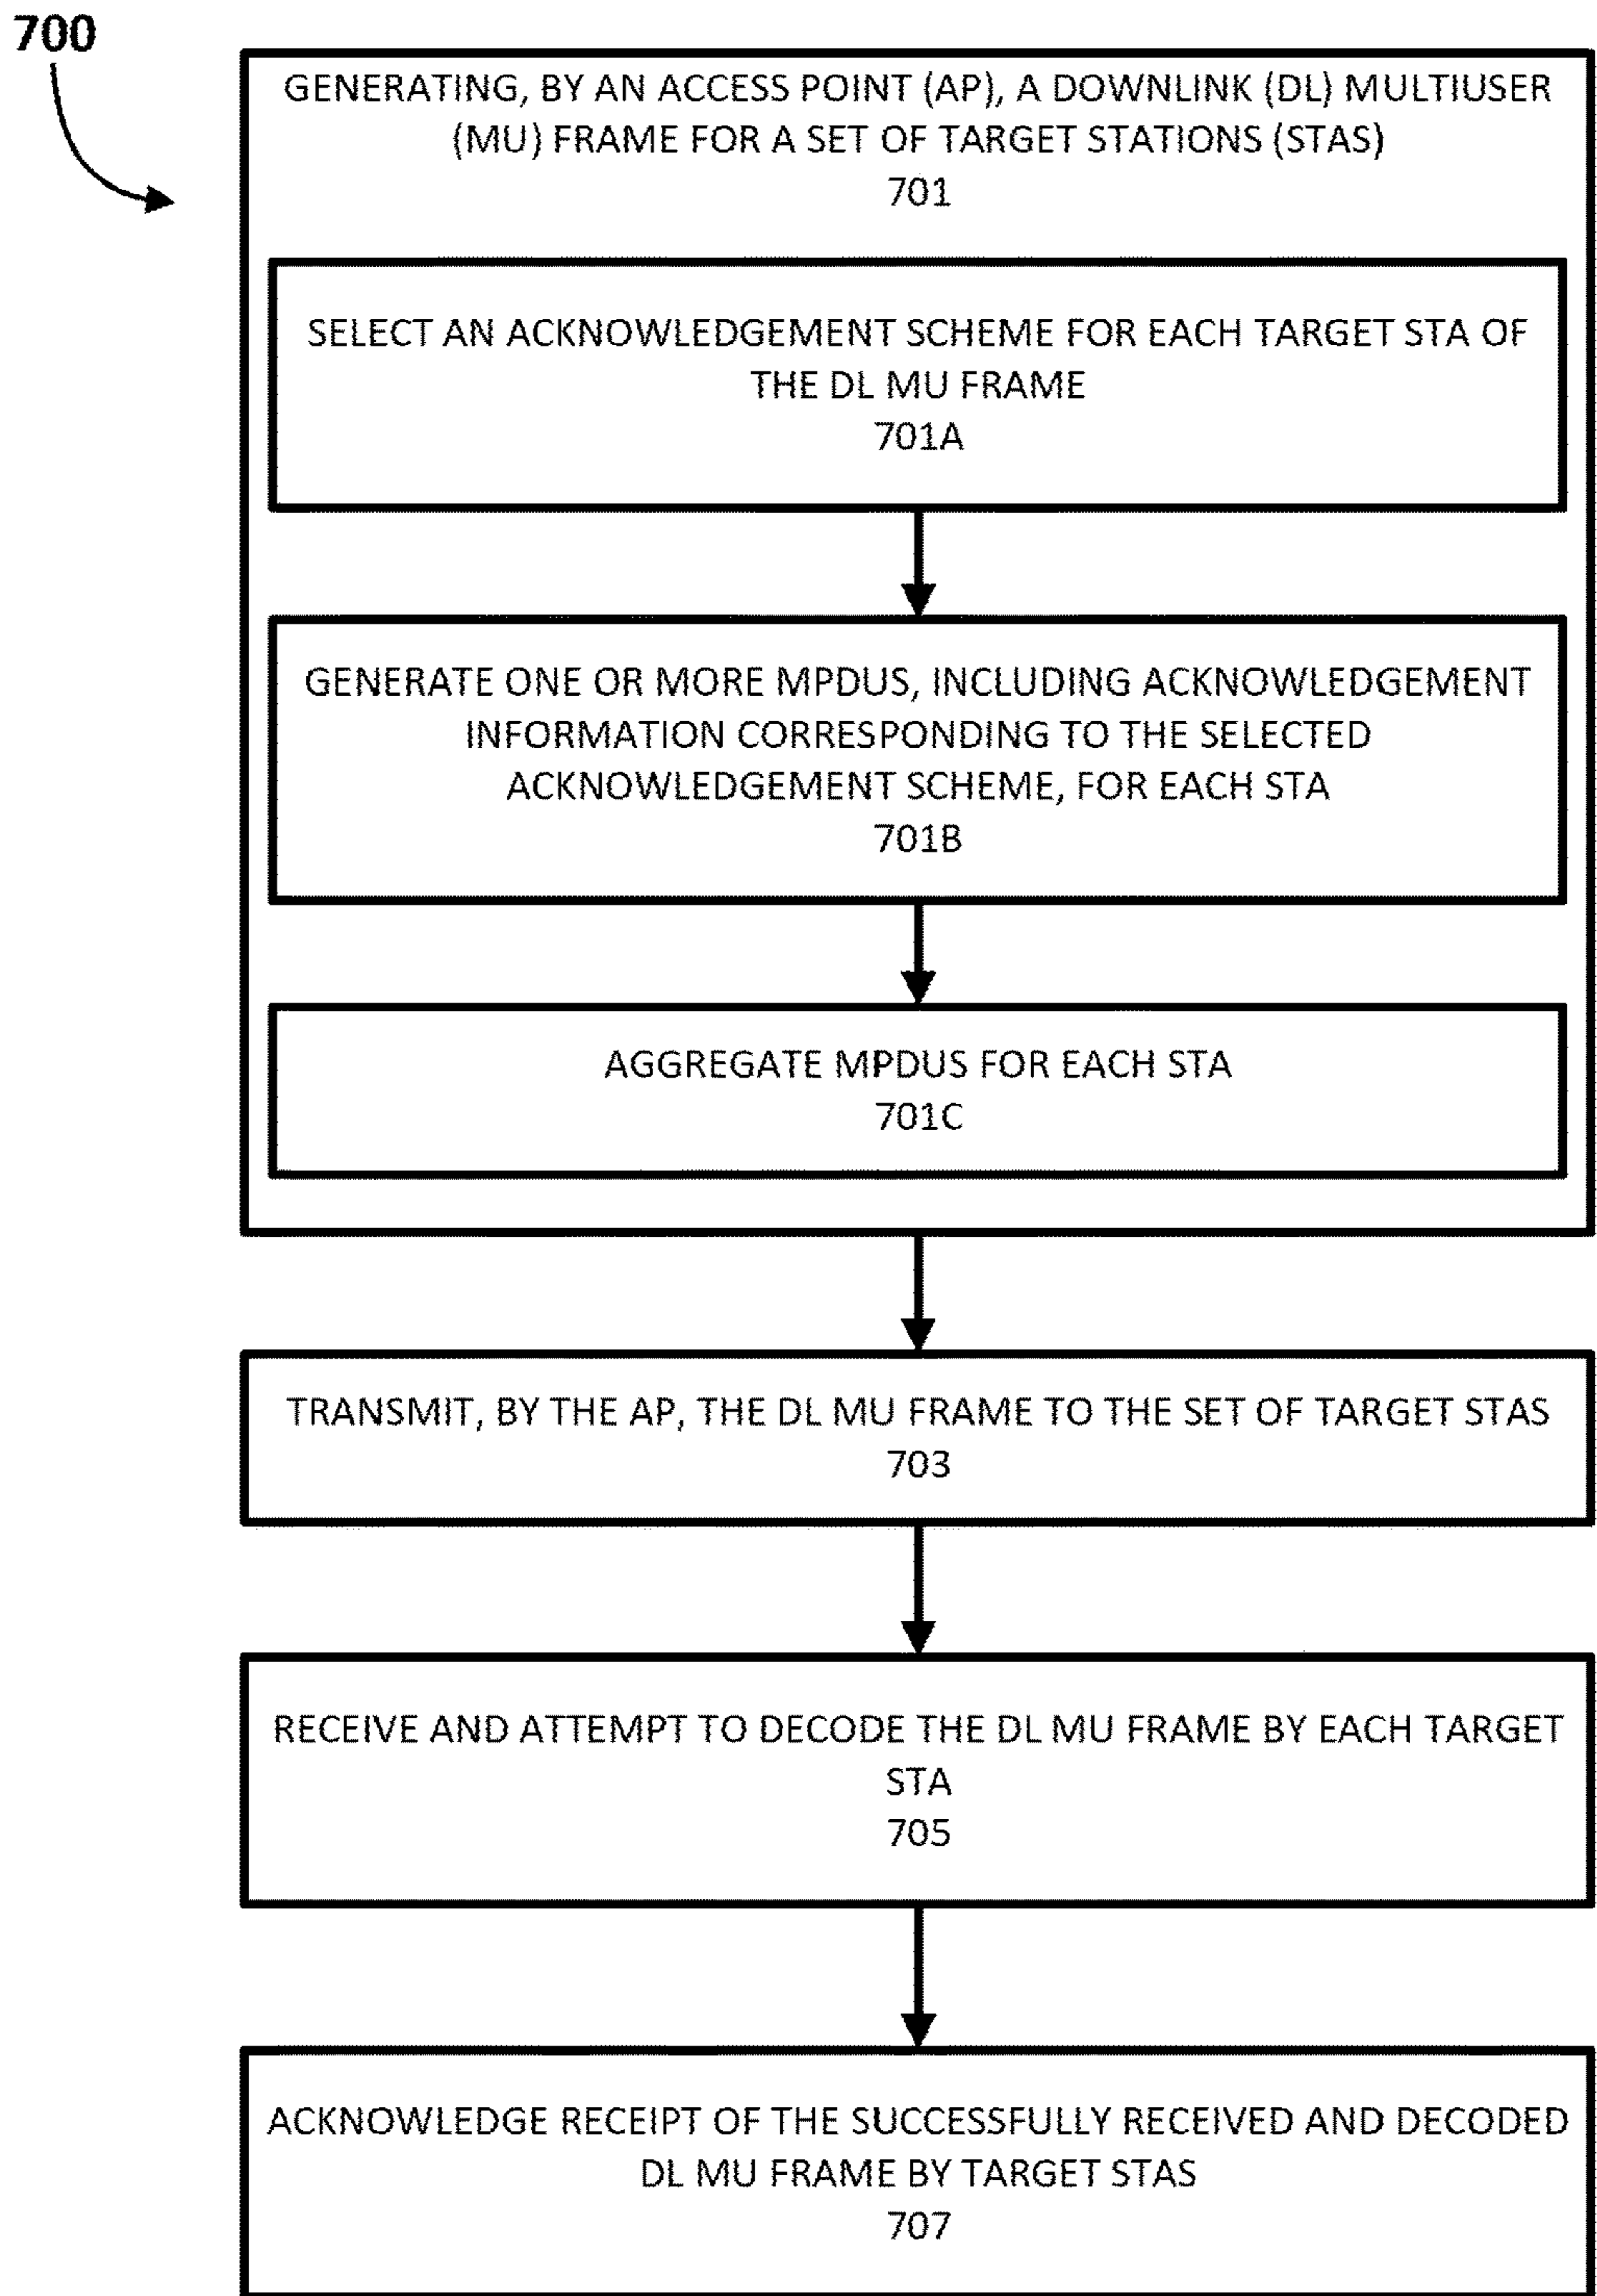 700
GENERATING, BY AN ACCESS POINT (AP), A DOWNLINK (DL) MULTIUSER
(MU) FRAME FOR A SET OF TARGET STATIONS (STAS)
701
SELECT AN ACKNOWLEDGEMENT SCHEME FOR EACH TARGET STA OF
THE DL MU FRAME
701A
GENERATE ONE OR MORE MPDUS, INCLUDING ACKNOWLEDGEMENT
INFORMATION CORRESPONDING TO THE SELECTED
ACKNOWLEDGEMENT SCHEME, FOR EACH STA
701B
AGGREGATE MPDUS FOR EACH STA
701C
TRANSMIT, BY THE AP, THE DL MU FRAME TO THE SET OF TARGET STAS
703
RECEIVE AND ATTEMPT TO DECODE THE DL MU FRAME BY EACH TARGET
STA
705
ACKNOWLEDGE RECEIPT OF THE SUCCESSFULLY RECEIVED AND DECODED
DL MU FRAME BY TARGET STAS
707